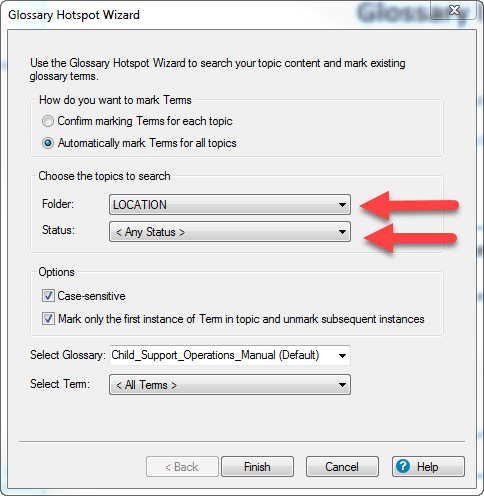 Glossary Hotspot Wizard
Glossary
Use the Glossary Hotspot Wizard to search your topic content and mark existing
glossary terms.
How do you want to mark Terms
Confirm marking Terms for each topic
Automatically mark Terms for all topics
Choose the topics to search
Folder: LOCATION
Status: < Any Status >
Options
Case-sensitive
Mark only the first instance of Term in topic and unmark subsequent instances
Select Glossary: Child_Support_Operations_Manual (Default)
Select Term: < All Terms >
< Back Finish Cancel ? Help